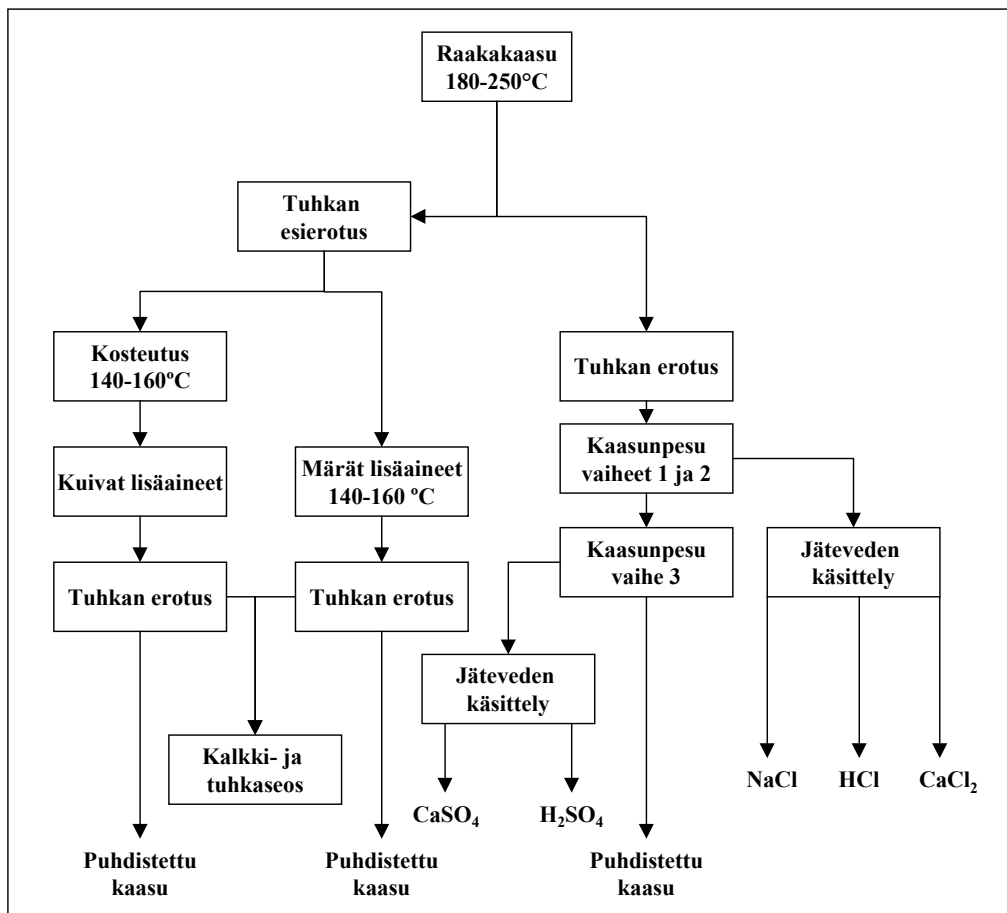 Raakakaasu
180-250°C
Tuhkan
esierotus
Kosteutus
140-160ºC
Tuhkan erotus
Kuivat lisäaineet
Märät lisäaineet
140-160 ºC
Kaasunpesu
vaiheet 1 ja 2
Kaasunpesu
vaihe 3
Jäteveden
käsittely
Tuhkan erotus
Tuhkan erotus
Jäteveden
käsittely
Kalkki- ja
tuhkaseos
CaSO₄
H₂SO₄
NaCl
HCl
CaCl₂
Puhdistettu
kaasu
Puhdistettu
kaasu
Puhdistettu
kaasu